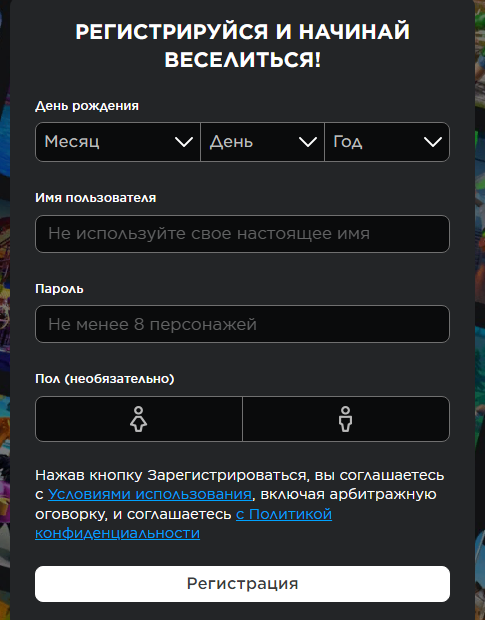 РЕГИСТРИРУЙСЯ И НАЧИНАЙ
ВЕСЕЛИТЬСЯ!
День рождения
Месяц День Год
Имя пользователя
Не используйте свое настоящее имя
Пароль
Не менее 8 персонажей
Пол (необязательно)
Нажав кнопку Зарегистрироваться, вы соглашаетесь
с Условиями использования, включая арбитражную
оговорку, и соглашаетесь с Политикой
конфиденциальности
Регистрация